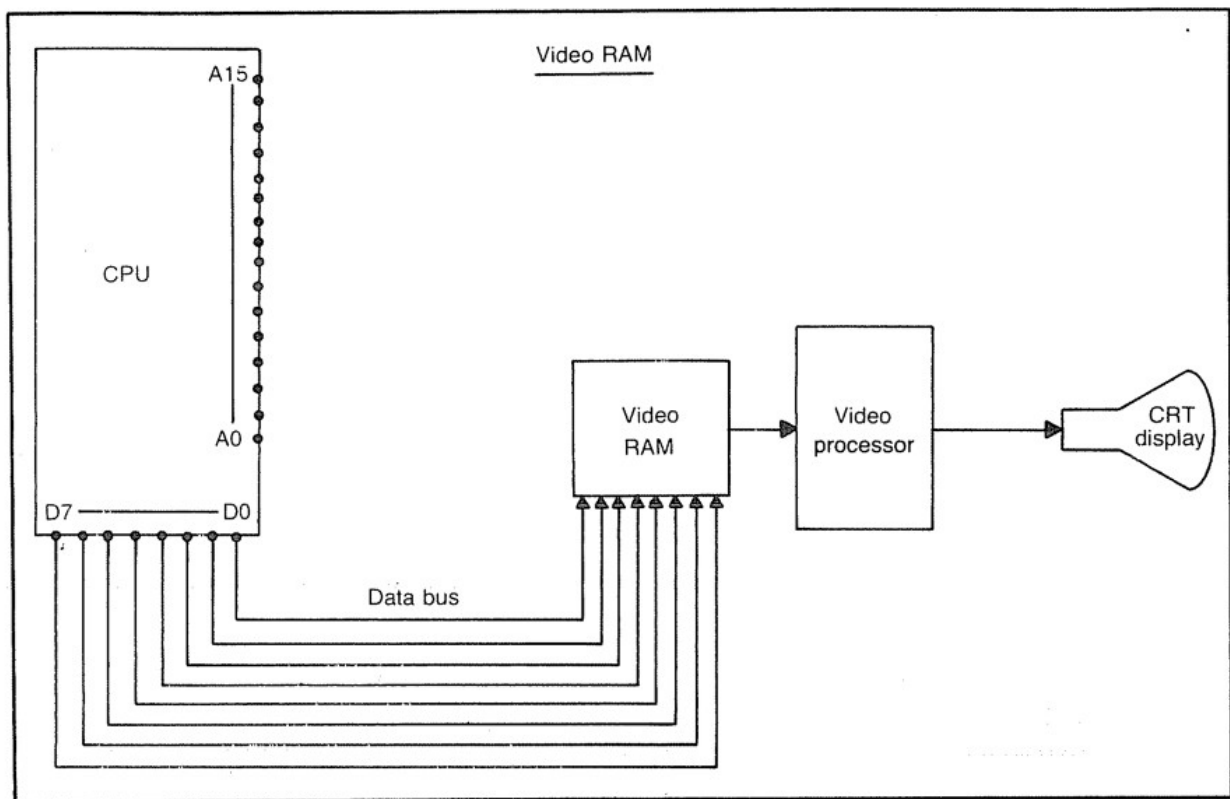 Video RAM
A15
CPU
A0
D7
D0
Data bus
Video
RAM
Video
processor
CRT
display